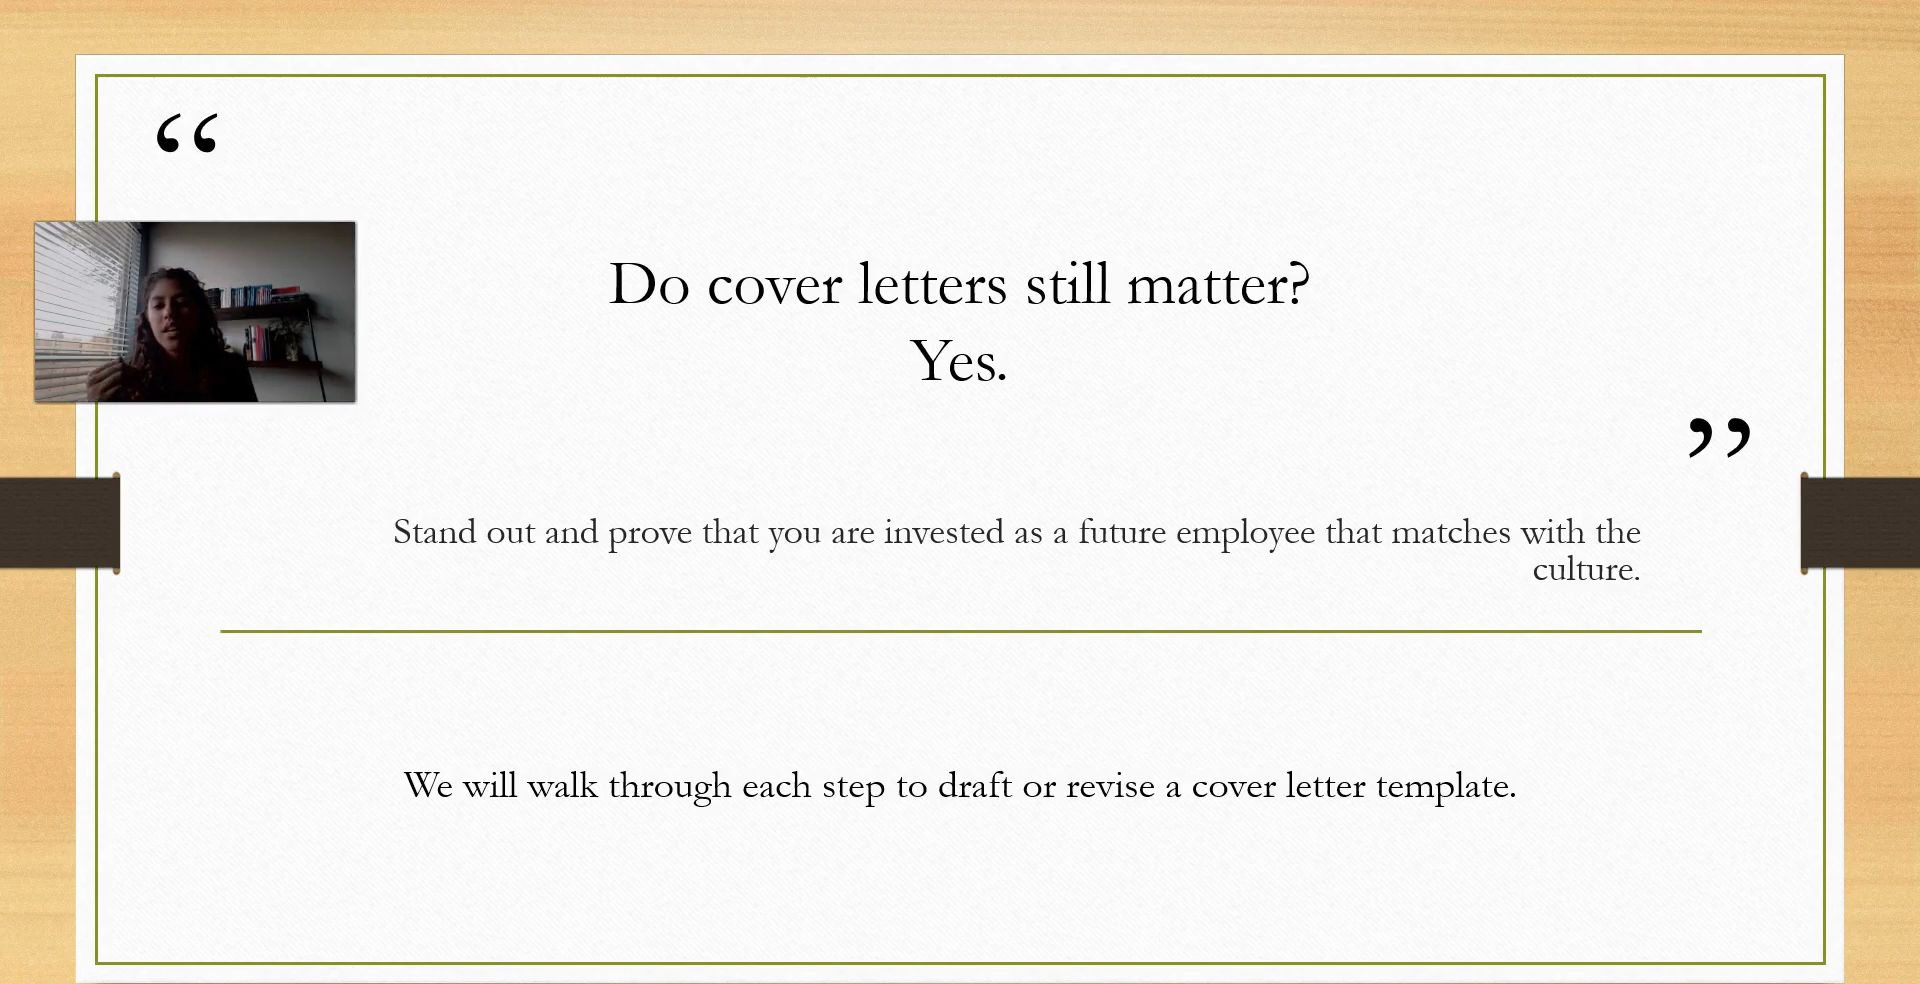 “
Do cover letters still matter?
Yes.
”
Stand out and prove that you are invested as a future employee that matches with the
culture.
We will walk through each step to draft or revise a cover letter template.